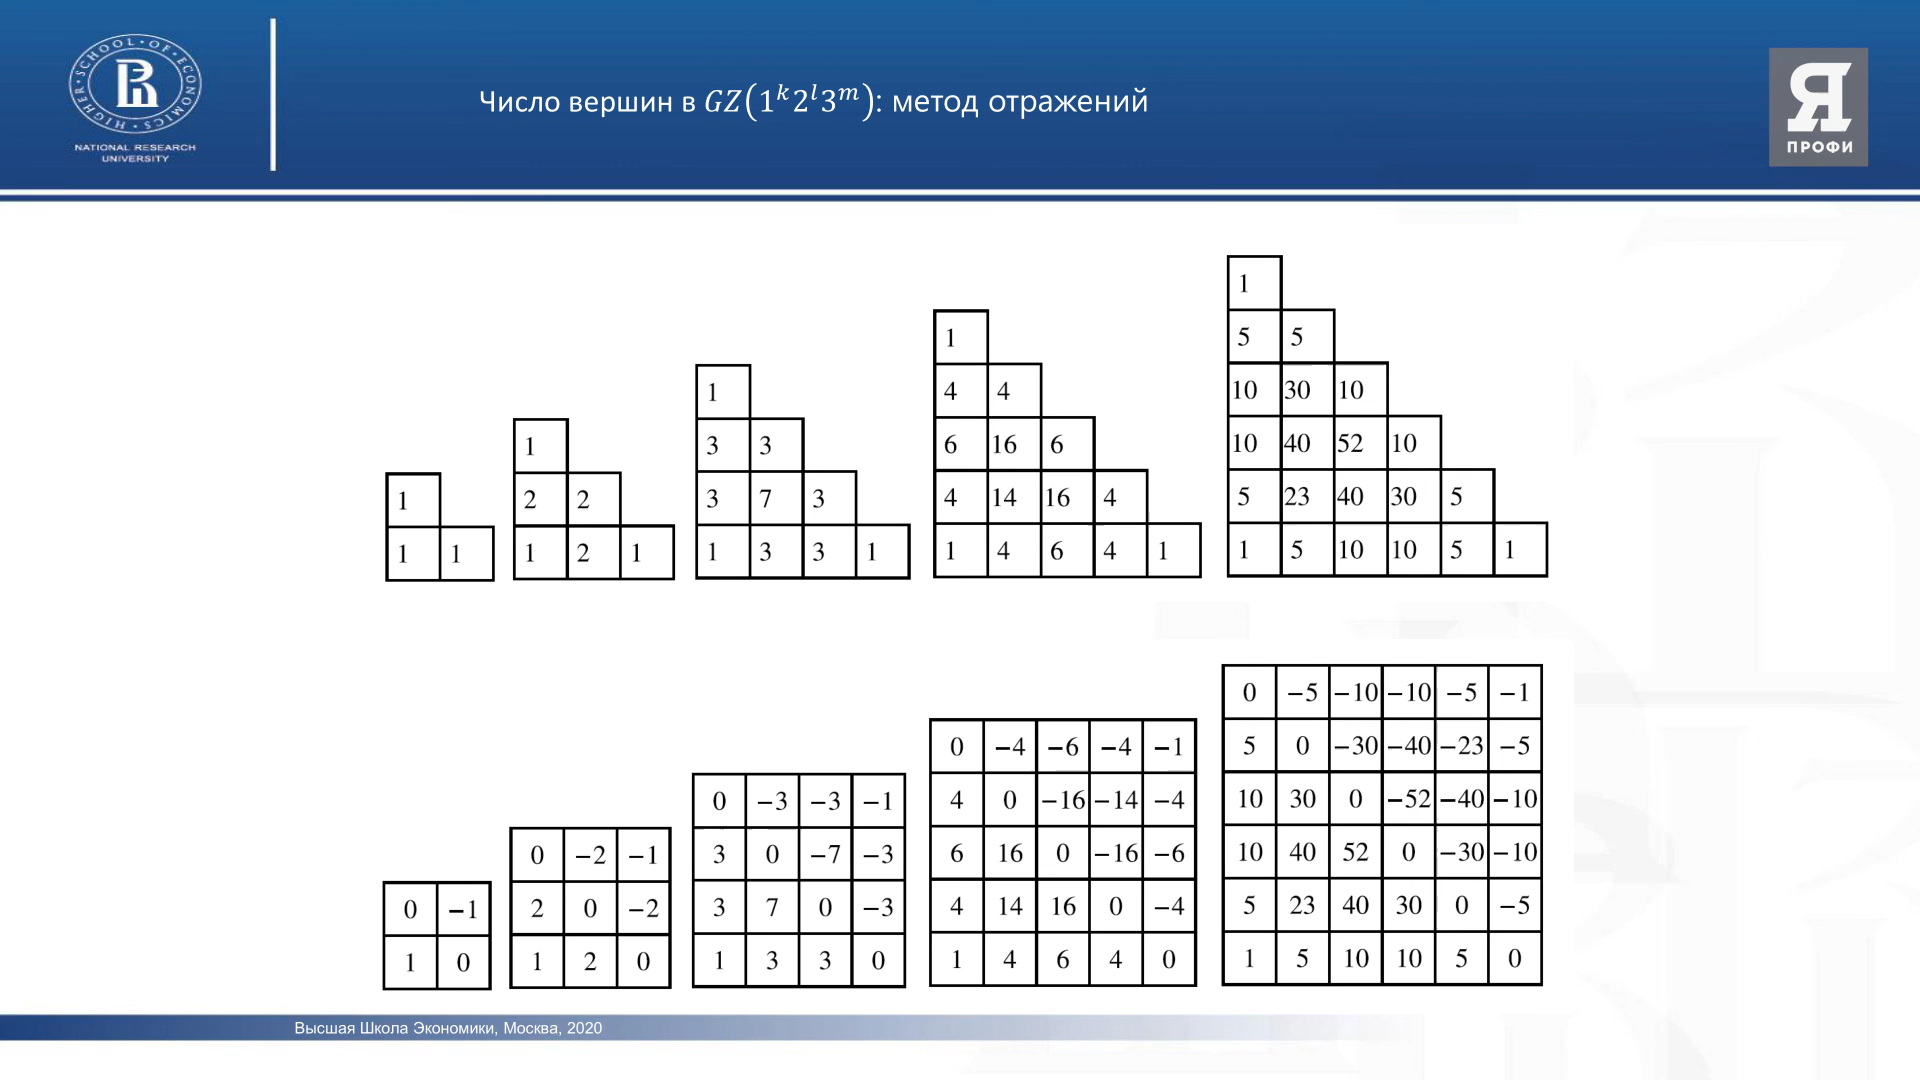 HIGHER · SCHOOL · OF · ECONOMICS ·
NATIONAL RESEARCH
UNIVERSITY
Число вершин в GZ(1^k 2^l 3^m): метод отражений
Я
ПРОФИ
1
1 1
1
2 2
1 2 1
1
3 3
3 7 3
1 3 3 1
1
4 4
6 16 6
4 14 16 4
1 4 6 4 1
1
5 5
10 30 10
10 40 52 10
5 23 40 30 5
1 5 10 10 5 1
0 −1
1 0
0 −2 −1
2 0 −2
1 2 0
0 −3 −3 −1
3 0 −7 −3
3 7 0 −3
1 3 3 0
0 −4 −6 −4 −1
4 0 −16 −14 −4
6 16 0 −16 −6
4 14 16 0 −4
1 4 6 4 0
0 −5 −10 −10 −5 −1
5 0 −30 −40 −23 −5
10 30 0 −52 −40 −10
10 40 52 0 −30 −10
5 23 40 30 0 −5
1 5 10 10 5 0
Высшая Школа Экономики, Москва, 2020